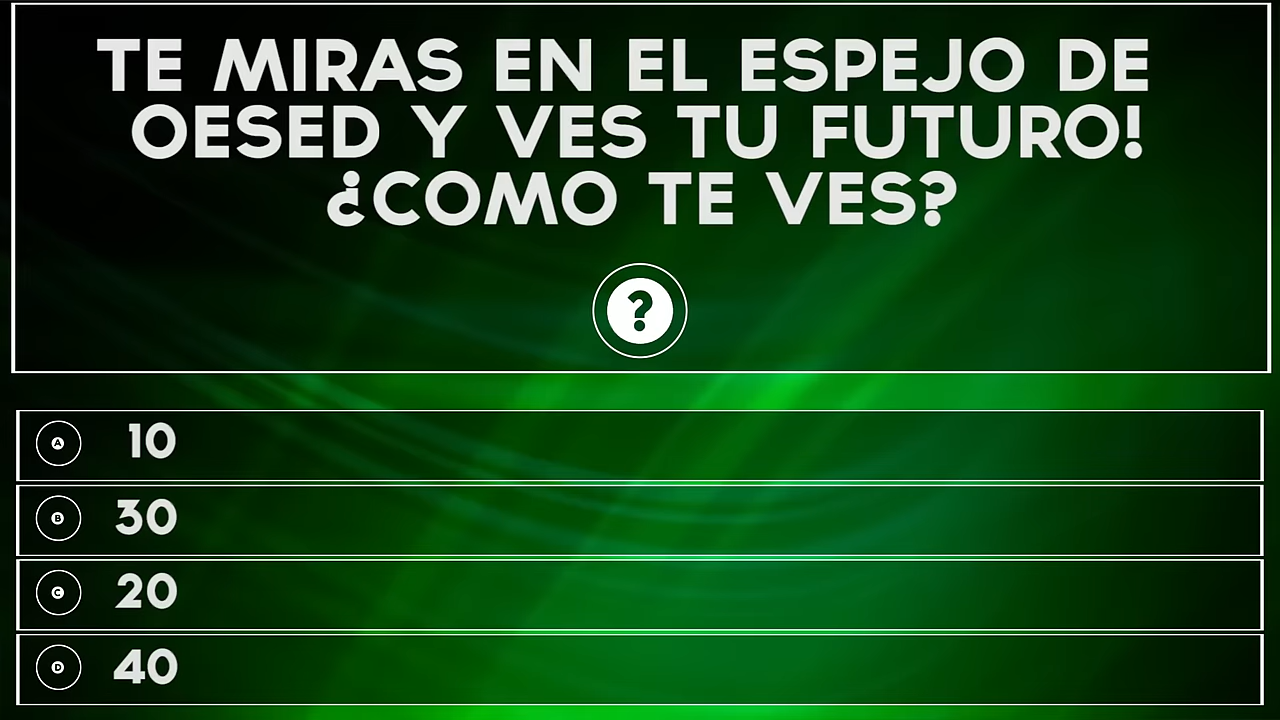 TE MIRAS EN EL ESPEJO DE
OESED Y VES TU FUTURO!
¿COMO TE VES?
?
A 10
B 30
C 20
D 40